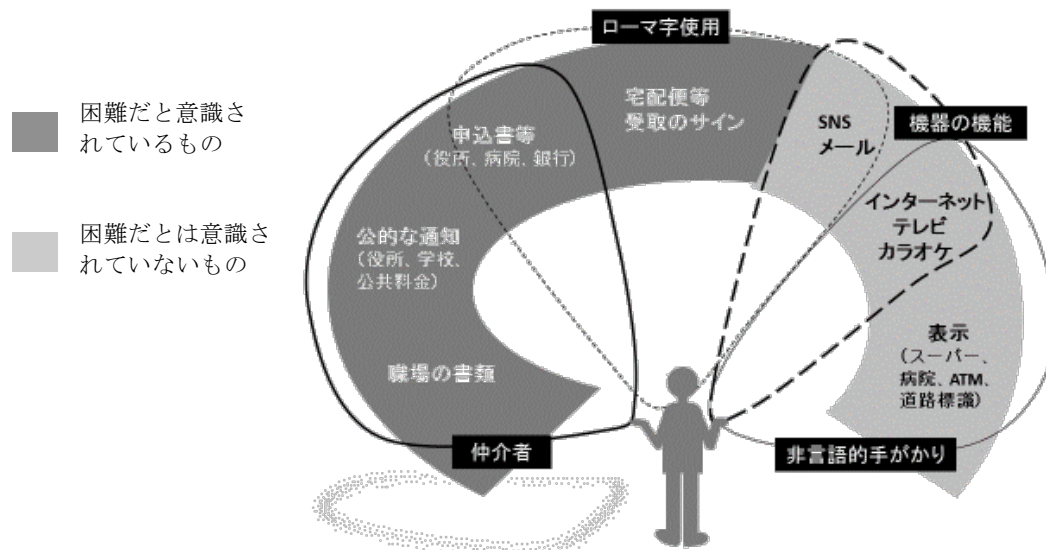 困難だと意識さ
れているもの
困難だとは意識さ
れていないもの
ローマ字使用
宅配便等
受取のサイン
SNS
メール
機器の機能
申込書等
（役所、病院、銀行）
インターネット
テレビ
カラオケ
公的な通知
（役所、学校、
公共料金）
表示
（スーパー、
病院、ATM、
道路標識）
職場の書類
仲介者
非言語的手がかり